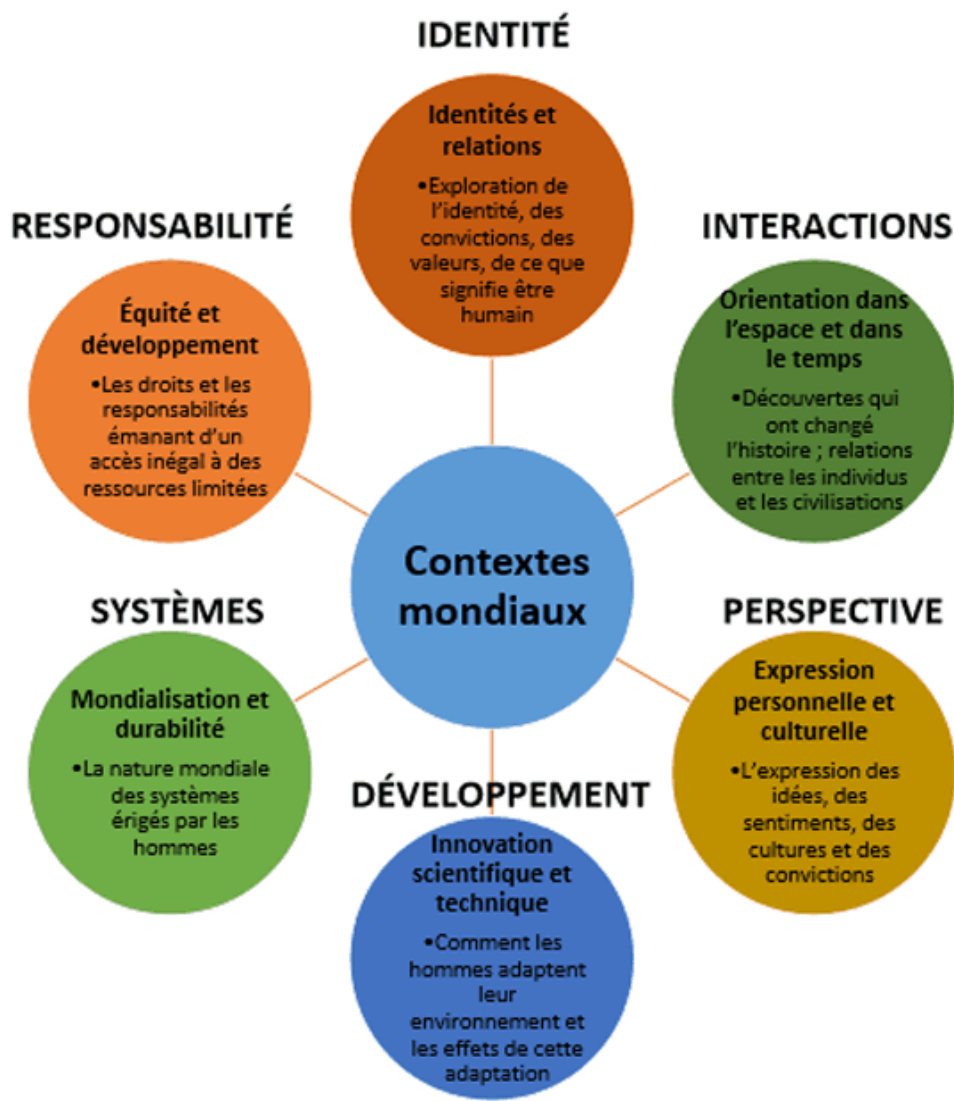 IDENTITÉ
Identités et
relations
•Exploration de
l'identité, des
convictions, des
valeurs, de ce que
signifie être
humain
RESPONSABILITÉ
Équité et
développement
•Les droits et les
responsabilités
émanant d'un
accès inégal à des
ressources limitées
INTERACTIONS
Orientation dans
l'espace et dans
le temps
•Découvertes qui
ont changé
l'histoire ; relations
entre les individus
et les civilisations
Contextes
mondiaux
SYSTÈMES
Mondialisation et
durabilité
•La nature mondiale
des systèmes
érigés par les
hommes
PERSPECTIVE
Expression
personnelle et
culturelle
•L'expression des
idées, des
sentiments, des
cultures et des
convictions
DÉVELOPPEMENT
Innovation
scientifique et
technique
•Comment les
hommes adaptent
leur
environnement et
les effets de cette
adaptation